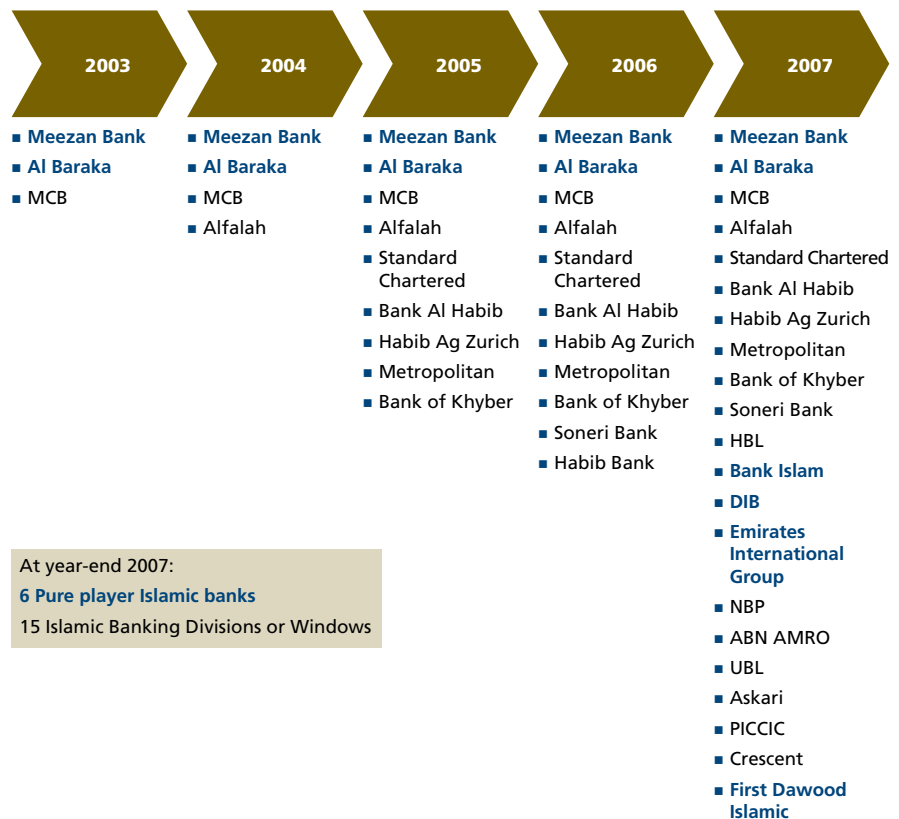 2003
2004
2005
2006
2007
▪ Meezan Bank
▪ Al Baraka
▪ MCB
▪ Meezan Bank
▪ Al Baraka
▪ MCB
▪ Alfalah
▪ Meezan Bank
▪ Al Baraka
▪ MCB
▪ Alfalah
▪ Standard
Chartered
▪ Bank Al Habib
▪ Habib Ag Zurich
▪ Metropolitan
▪ Bank of Khyber
▪ Meezan Bank
▪ Al Baraka
▪ MCB
▪ Alfalah
▪ Standard
Chartered
▪ Bank Al Habib
▪ Habib Ag Zurich
▪ Metropolitan
▪ Bank of Khyber
▪ Soneri Bank
▪ Habib Bank
▪ Meezan Bank
▪ Al Baraka
▪ MCB
▪ Alfalah
▪ Standard Chartered
▪ Bank Al Habib
▪ Habib Ag Zurich
▪ Metropolitan
▪ Bank of Khyber
▪ Soneri Bank
▪ HBL
▪ Bank Islam
▪ DIB
▪ Emirates
International
Group
▪ NBP
▪ ABN AMRO
▪ UBL
▪ Askari
▪ PICCIC
▪ Crescent
▪ First Dawood
Islamic
At year-end 2007:
6 Pure player Islamic banks
15 Islamic Banking Divisions or Windows